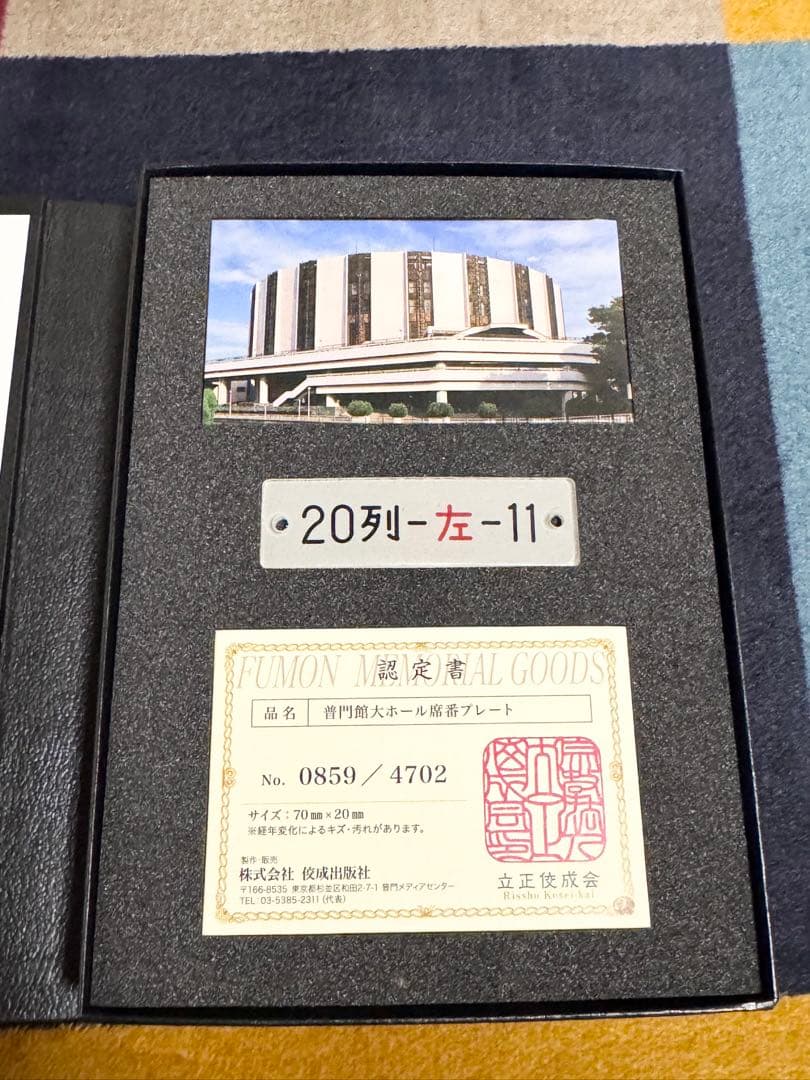 20列-左-11
FUMON MEMORIAL GOODS
認定書
品名 普門館大ホール席番プレート
No. 0859/4702
サイズ:70㎜×20㎜
※経年変化によるキズ・汚れがあります。
製作・販売
株式会社 佼成出版社
〒166-8535 東京都杉並区和田2-7-1 普門メディアセンター
TEL:03-5385-2311(代表)
立正佼成会
Rissho Kosei-kai